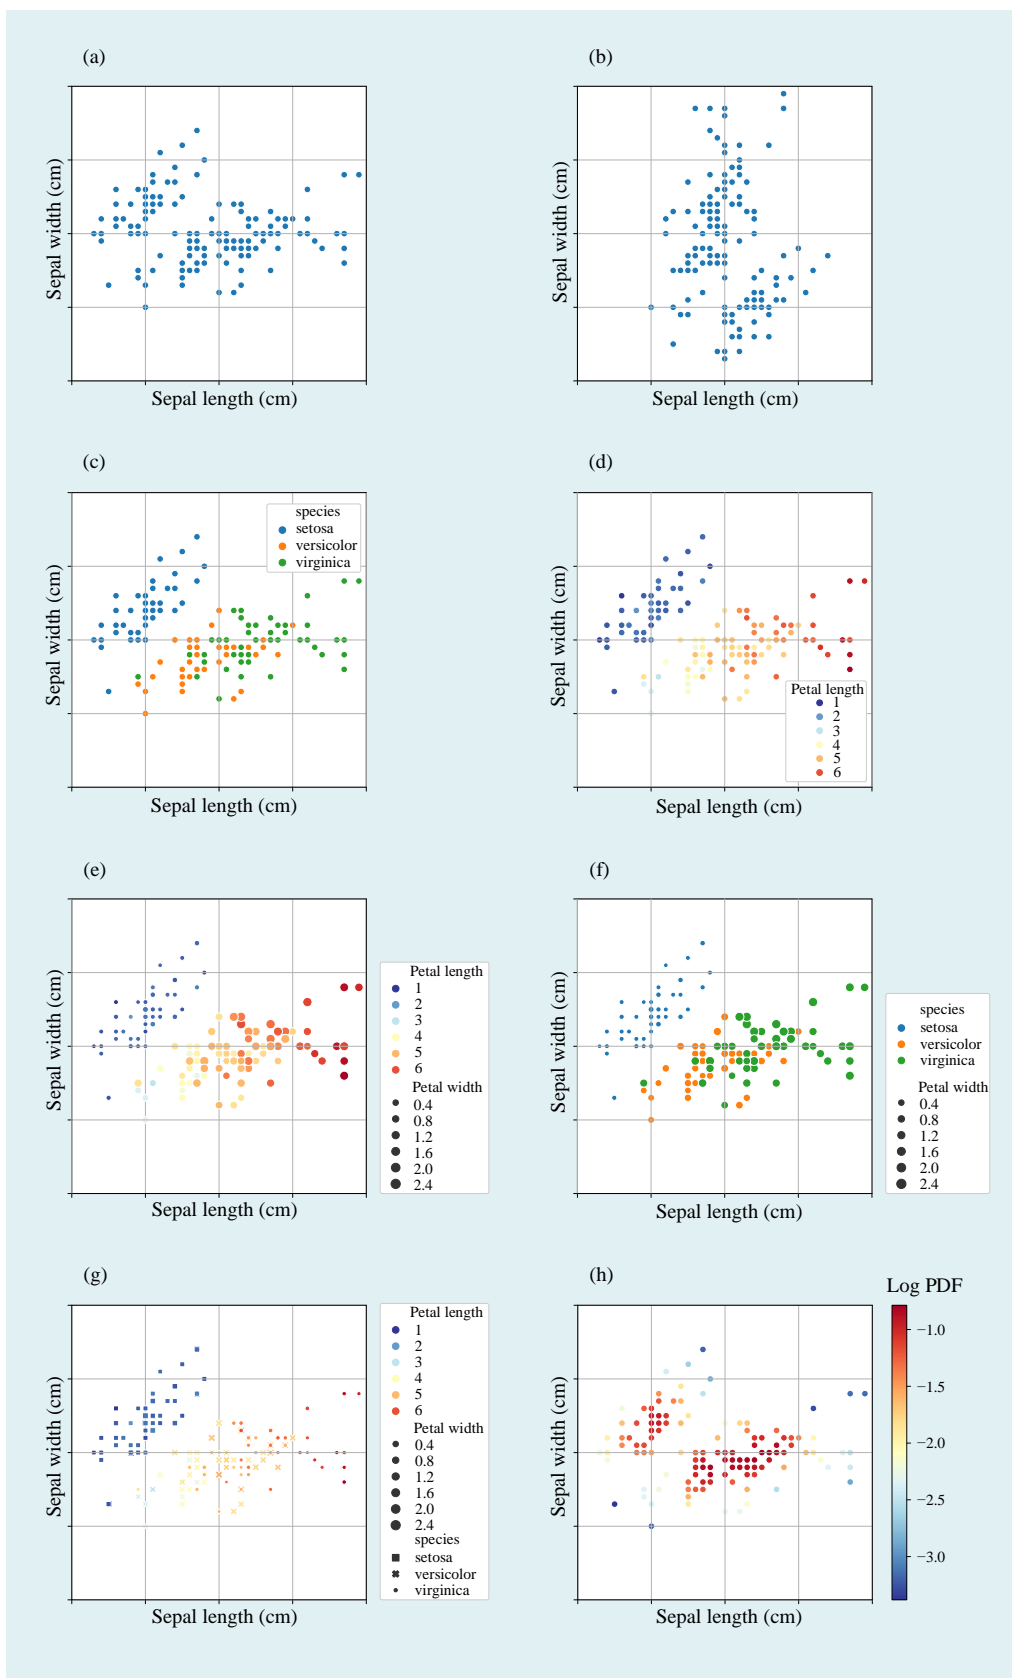 (a)
Sepal width (cm)
Sepal length (cm)
(b)
Sepal width (cm)
Sepal length (cm)
(c)
Sepal width (cm)
species
setosa
versicolor
virginica
Sepal length (cm)
(d)
Sepal width (cm)
Petal length
1
2
3
4
5
6
Sepal length (cm)
(e)
Sepal width (cm)
Petal length
1
2
3
4
5
6
Petal width
0.4
0.8
1.2
1.6
2.0
2.4
Sepal length (cm)
(f)
Sepal width (cm)
species
setosa
versicolor
virginica
Petal width
0.4
0.8
1.2
1.6
2.0
2.4
Sepal length (cm)
(g)
Sepal width (cm)
Petal length
1
2
3
4
5
6
Petal width
0.4
0.8
1.2
1.6
2.0
2.4
species
setosa
versicolor
virginica
Sepal length (cm)
(h)
Sepal width (cm)
Log PDF
−1.0
−1.5
−2.0
−2.5
−3.0
Sepal length (cm)